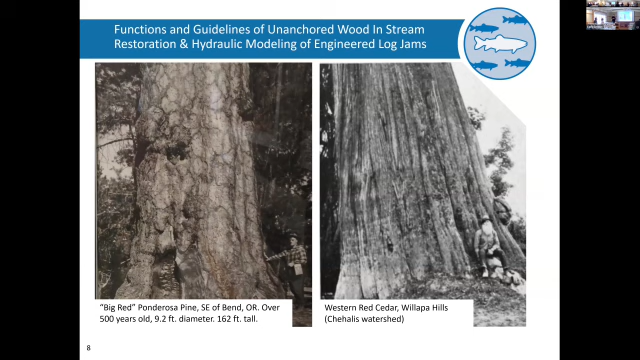 Functions and Guidelines of Unanchored Wood In Stream
Restoration & Hydraulic Modeling of Engineered Log Jams
“Big Red” Ponderosa Pine, SE of Bend, OR. Over
500 years old, 9.2 ft. diameter. 162 ft. tall.
Western Red Cedar, Willapa Hills
(Chehalis watershed)
8